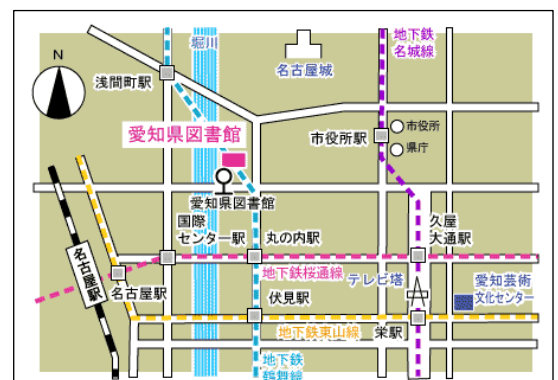 堀川
地下鉄
名城線
N
名古屋城
浅間町駅
愛知県図書館
市役所駅
市役所
県庁
愛知県図書館
国際
センター駅
丸の内駅
久屋
大通駅
名古屋駅
名古屋駅
地下鉄桜通線
テレビ塔
愛知芸術
文化センター
伏見駅
地下鉄東山線
栄駅
地下鉄
鶴舞線